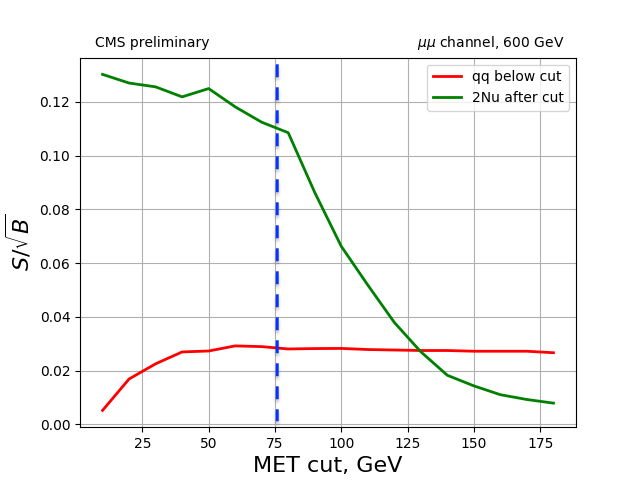 CMS preliminary
μμ channel, 600 GeV
qq below cut
2Nu after cut
0.12
0.10
0.08
0.06
0.04
0.02
0.00
S/√B
25 50 75 100 125 150 175
MET cut, GeV